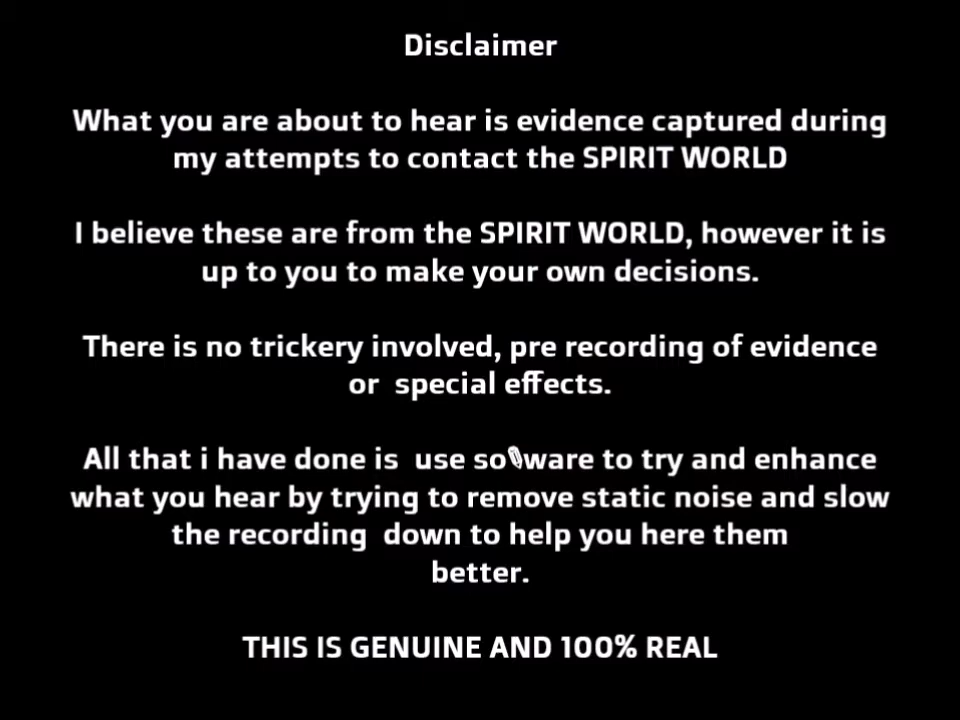 Disclaimer
What you are about to hear is evidence captured during
my attempts to contact the SPIRIT WORLD
I believe these are from the SPIRIT WORLD, however it is
up to you to make your own decisions.
There is no trickery involved, pre recording of evidence
or special effects.
All that i have done is use software to try and enhance
what you hear by trying to remove static noise and slow
the recording down to help you here them
better.
THIS IS GENUINE AND 100% REAL